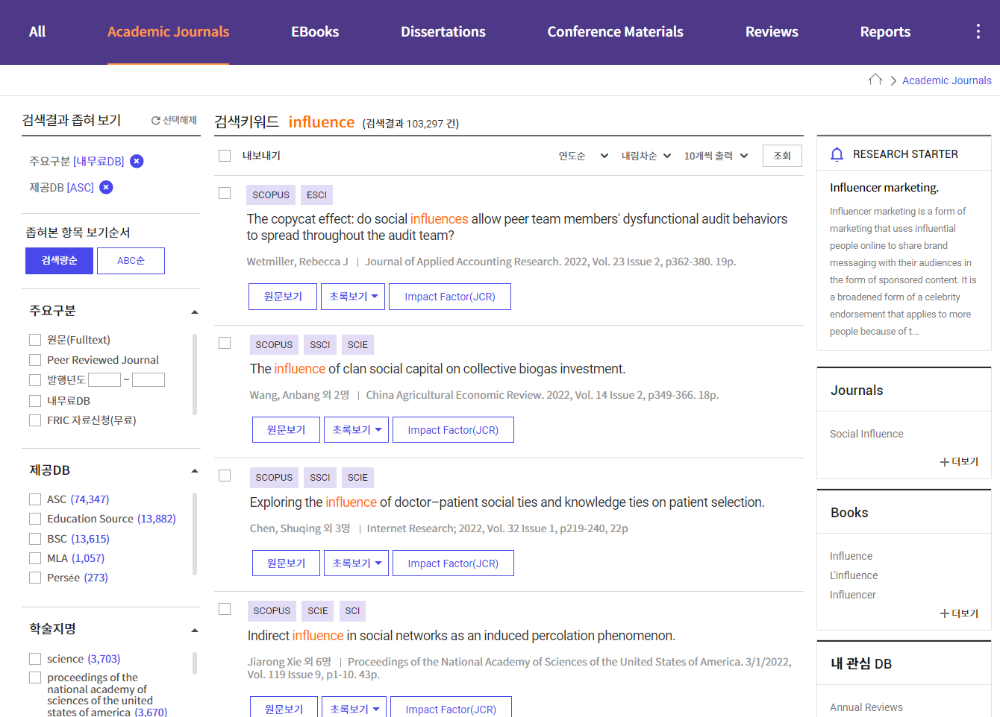 All Academic Journals EBooks Dissertations Conference Materials Reviews Reports
Academic Journals
검색결과 좁혀 보기 선택해제
주요구분 [내무료DB]
제공DB [ASC]
좁혀본 항목 보기순서
검색량순 ABC순
주요구분
원문(Fulltext)
Peer Reviewed Journal
발행년도 ~
내무료DB
FRIC 자료신청(무료)
제공DB
ASC (74,347)
Education Source (13,882)
BSC (13,615)
MLA (1,057)
Persée (273)
학술지명
science (3,703)
proceedings of the
national academy of
sciences of the united
states of america (3,670)
검색키워드 influence (검색결과 103,297 건)
내보내기 연도순 내림차순 10개씩 출력 조회
SCOPUS ESCI
The copycat effect: do social influences allow peer team members' dysfunctional audit behaviors
to spread throughout the audit team?
Wetmiller, Rebecca J | Journal of Applied Accounting Research. 2022, Vol. 23 Issue 2, p362-380. 19p.
원문보기 초록보기 Impact Factor(JCR)
SCOPUS SSCI SCIE
The influence of clan social capital on collective biogas investment.
Wang, Anbang 외 2명 | China Agricultural Economic Review. 2022, Vol. 14 Issue 2, p349-366. 18p.
원문보기 초록보기 Impact Factor(JCR)
SCOPUS SSCI SCIE
Exploring the influence of doctor–patient social ties and knowledge ties on patient selection.
Chen, Shuqing 외 3명 | Internet Research; 2022, Vol. 32 Issue 1, p219-240, 22p
원문보기 초록보기 Impact Factor(JCR)
SCOPUS SCIE SCI
Indirect influence in social networks as an induced percolation phenomenon.
Jiarong Xie 외 6명 | Proceedings of the National Academy of Sciences of the United States of America. 3/1/2022,
Vol. 119 Issue 9, p1-10. 43p.
원문보기 초록보기 Impact Factor(JCR)
RESEARCH STARTER
Influencer marketing.
Influencer marketing is a form of
marketing that uses influential
people online to share brand
messaging with their audiences in
the form of sponsored content. It is
a broadened form of a celebrity
endorsement that applies to more
people because of t...
Journals
Social Influence
+더보기
Books
Influence
L'influence
Influencer
+더보기
내 관심 DB
Annual Reviews